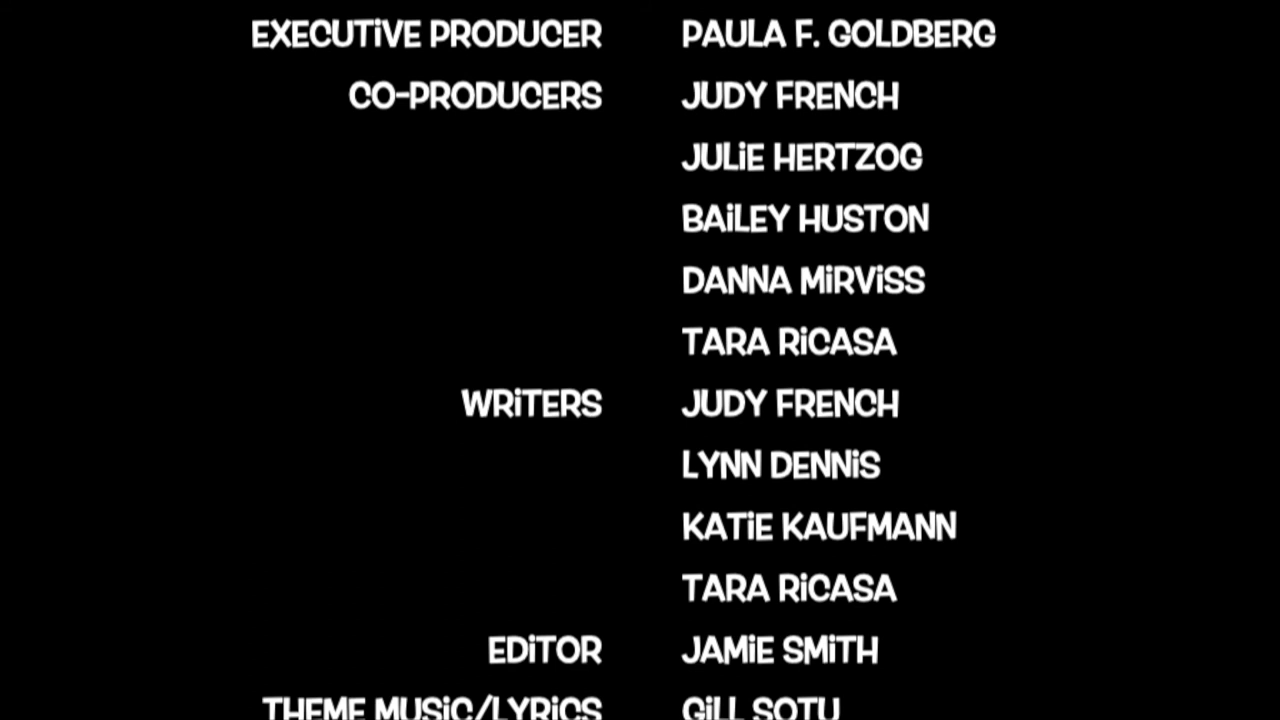 EXECUTiVE PRODUCER PAULA F. GOLDBERG
CO-PRODUCERS JUDY FRENCH
JULiE HERTZOG
BAiLEY HUSTON
DANNA MiRViSS
TARA RiCASA
WRiTERS JUDY FRENCH
LYNN DENNiS
KATiE KAUFMANN
TARA RiCASA
EDiTOR JAMiE SMiTH
THEME MUSiC/LYRiCS GiLL SOTU